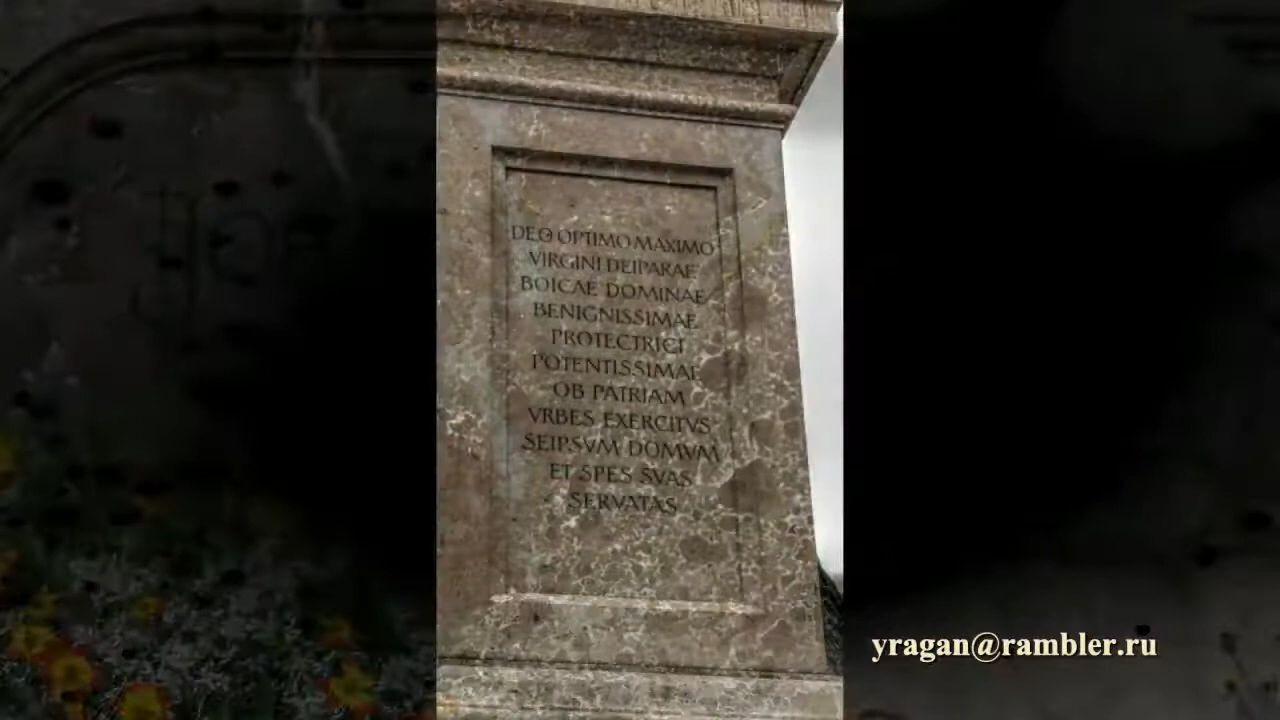 DEO OPTIMO MAXIMO
VIRGINI DEIPARAE
BOICAE DOMINAE
BENIGNISSIMAE
PROTECTRICI
POTENTISSIMAE
OB PATRIAM
VRBES EXERCITVS
SEIPSVM DOMVM
ET SPES SVAS
SERVATAS
yragan@rambler.ru